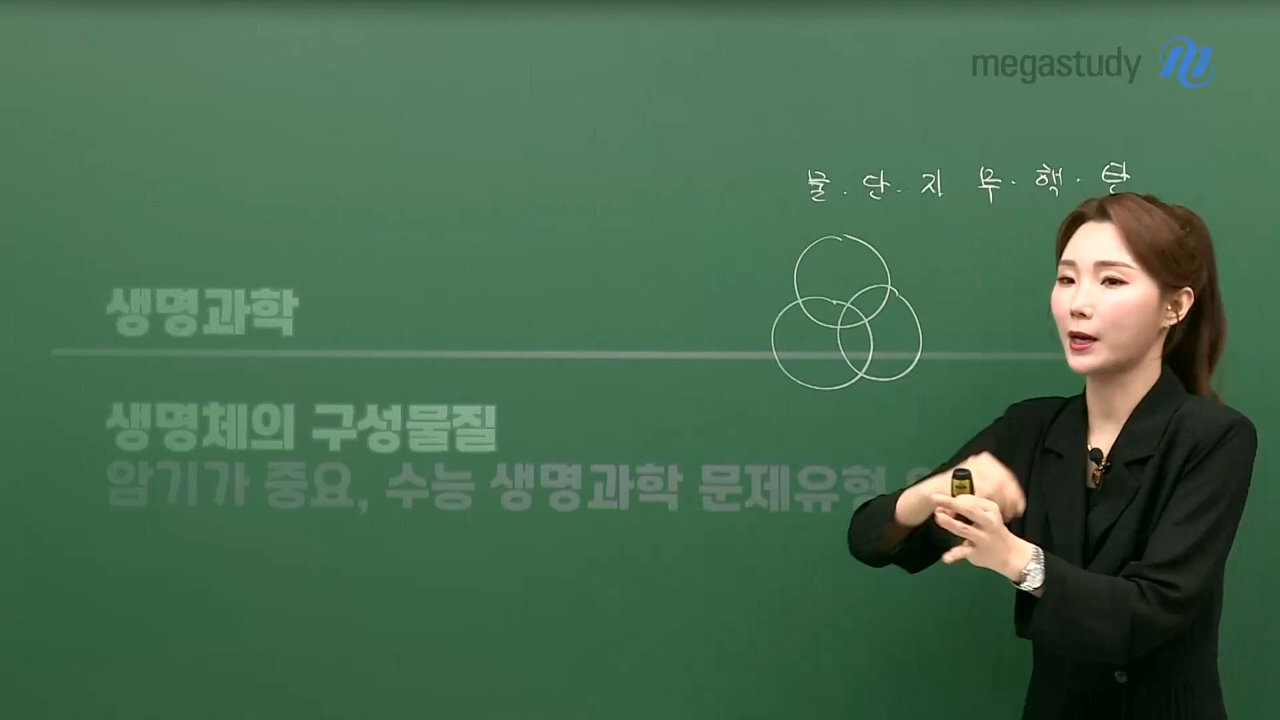 megastudy
물 . 단 . 지 무 . 핵 . 탄
생명과학
생명체의 구성물질
암기가 중요, 수능 생명과학 문제유형